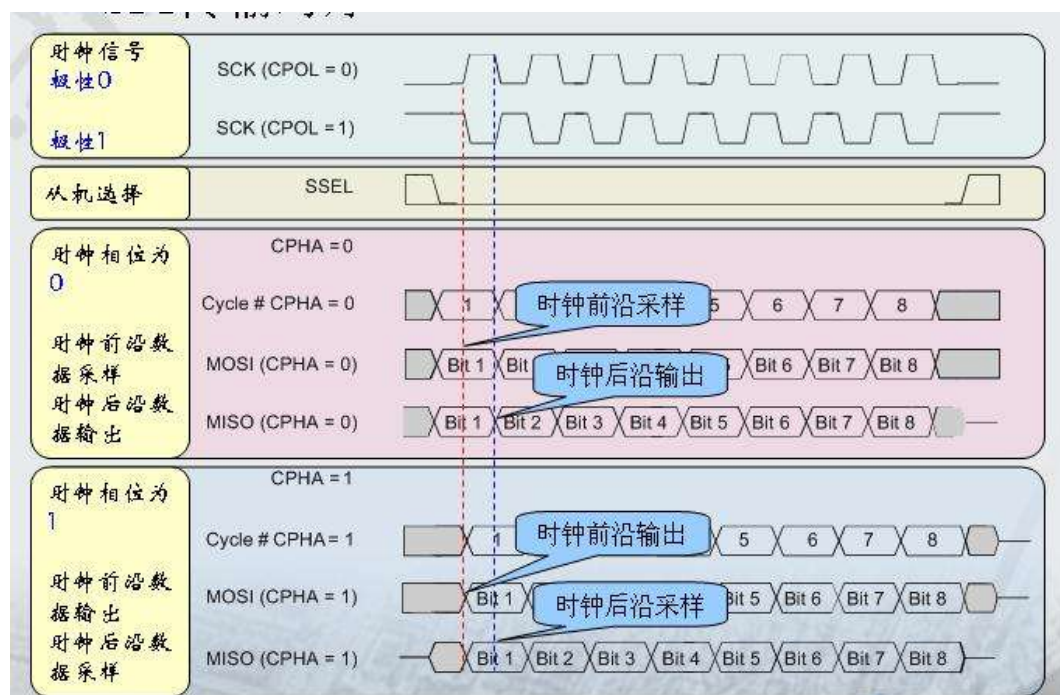 时钟信号
极性0
SCK (CPOL = 0)
极性1
SCK (CPOL = 1)
从机选择
SSEL
时钟相位为
0
时钟前沿数
据采样
时钟后沿数
据输出
CPHA = 0
Cycle # CPHA = 0
1
时钟前沿采样
5
6
7
8
MOSI (CPHA = 0)
Bit 1
Bit
时钟后沿输出
Bit 6
Bit 7
Bit 8
MISO (CPHA = 0)
Bit 1
Bit 2
Bit 3
Bit 4
Bit 5
Bit 6
Bit 7
Bit 8
时钟相位为
1
时钟前沿数
据输出
时钟后沿数
据采样
CPHA = 1
Cycle # CPHA = 1
1
时钟前沿输出
5
6
7
8
MOSI (CPHA = 1)
Bit 1
时钟后沿采样
Bit 5
Bit 6
Bit 7
Bit 8
MISO (CPHA = 1)
Bit 1
Bit 2
Bit 3
Bit 4
Bit 5
Bit 6
Bit 7
Bit 8